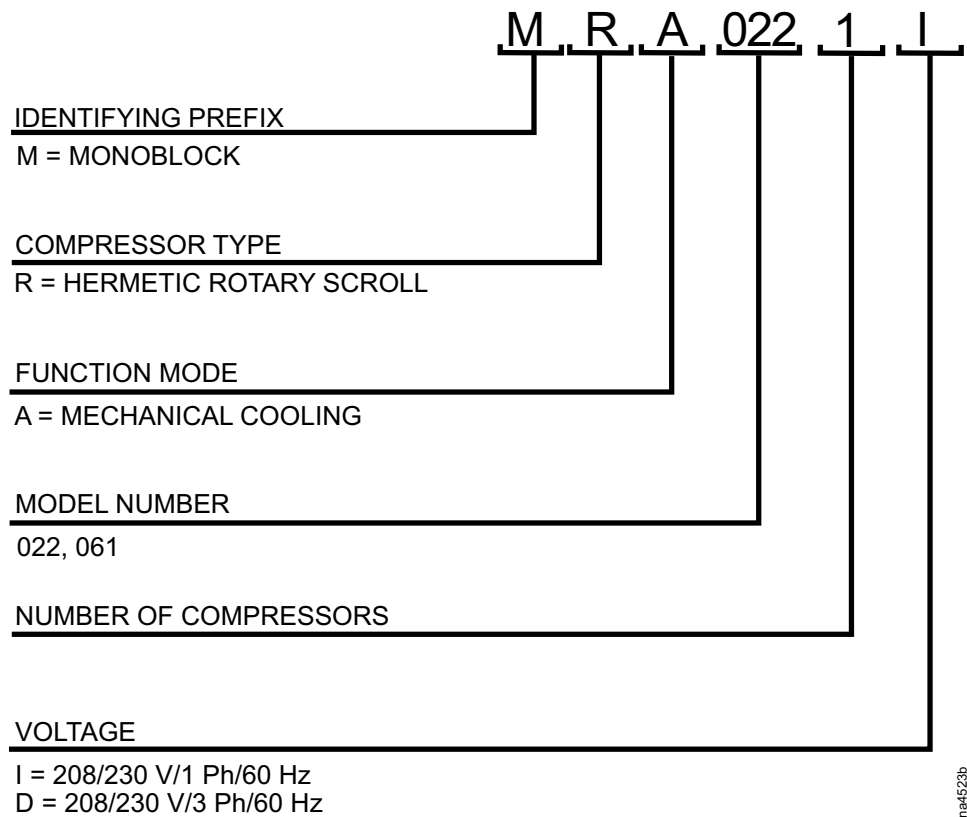 M R A 022 1 I
IDENTIFYING PREFIX
M = MONOBLOCK
COMPRESSOR TYPE
R = HERMETIC ROTARY SCROLL
FUNCTION MODE
A = MECHANICAL COOLING
MODEL NUMBER
022, 061
NUMBER OF COMPRESSORS
VOLTAGE
I = 208/230 V/1 Ph/60 Hz
D = 208/230 V/3 Ph/60 Hz
na4523b